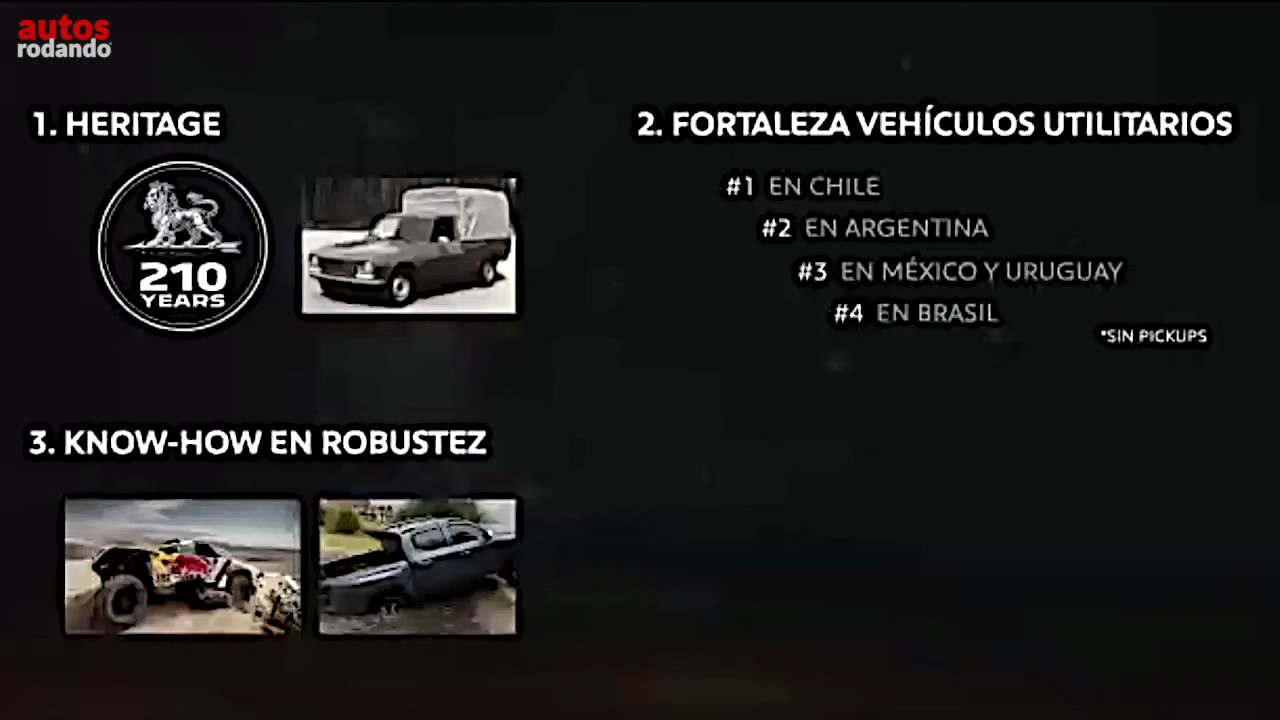 autos
rodando
1. HERITAGE
210
YEARS
2. FORTALEZA VEHÍCULOS UTILITARIOS
#1 EN CHILE
#2 EN ARGENTINA
#3 EN MÉXICO Y URUGUAY
#4 EN BRASIL
*SIN PICKUPS
3. KNOW-HOW EN ROBUSTEZ